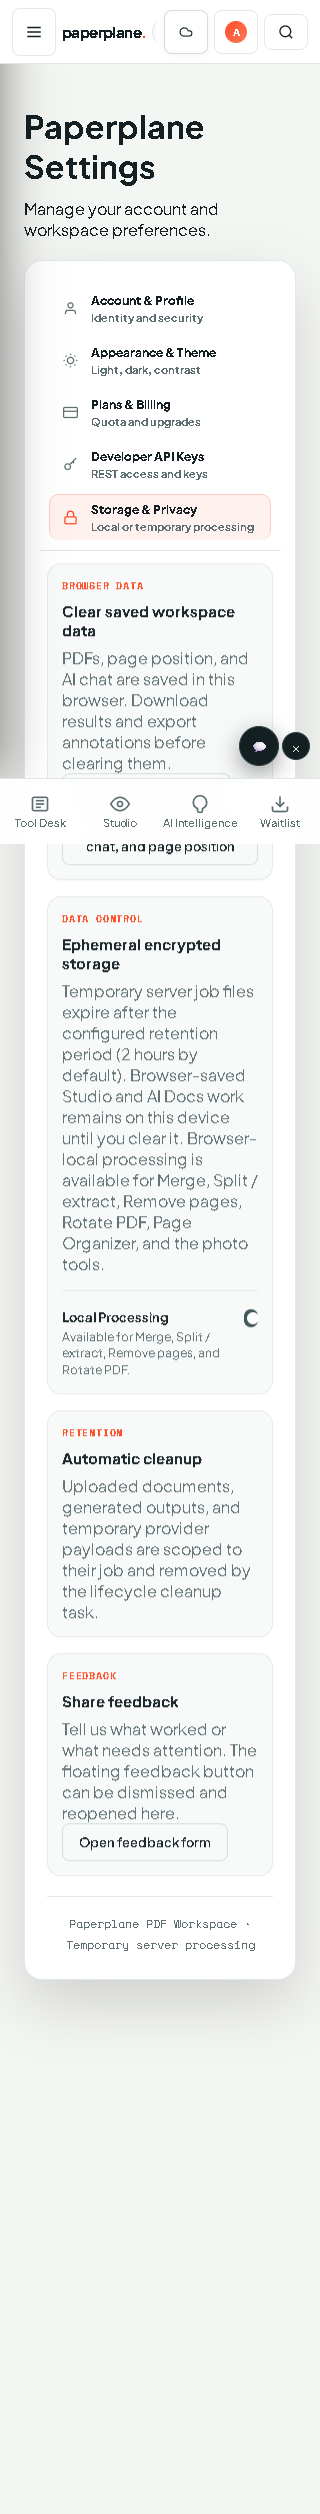 paperplane.
A
Paperplane
Settings
Manage your account and
workspace preferences.
Account & Profile
Identity and security
Appearance & Theme
Light, dark, contrast
Plans & Billing
Quota and upgrades
Developer API Keys
REST access and keys
Storage & Privacy
Local or temporary processing
BROWSER DATA
Clear saved workspace
data
PDFs, page position, and
AI chat are saved in this
browser. Download
results and export
annotations before
clearing them.
Tool Desk
Studio
AI Intelligence
Waitlist
chat, and page position
DATA CONTROL
Ephemeral encrypted
storage
Temporary server job files
expire after the
configured retention
period (2 hours by
default). Browser-saved
Studio and AI Docs work
remains on this device
until you clear it. Browser-
local processing is
available for Merge, Split /
extract, Remove pages,
Rotate PDF, Page
Organizer, and the photo
tools.
Local Processing
Available for Merge, Split /
extract, Remove pages, and
Rotate PDF.
RETENTION
Automatic cleanup
Uploaded documents,
generated outputs, and
temporary provider
payloads are scoped to
their job and removed by
the lifecycle cleanup
task.
FEEDBACK
Share feedback
Tell us what worked or
what needs attention. The
floating feedback button
can be dismissed and
reopened here.
Open feedback form
Paperplane PDF Workspace ·
Temporary server processing